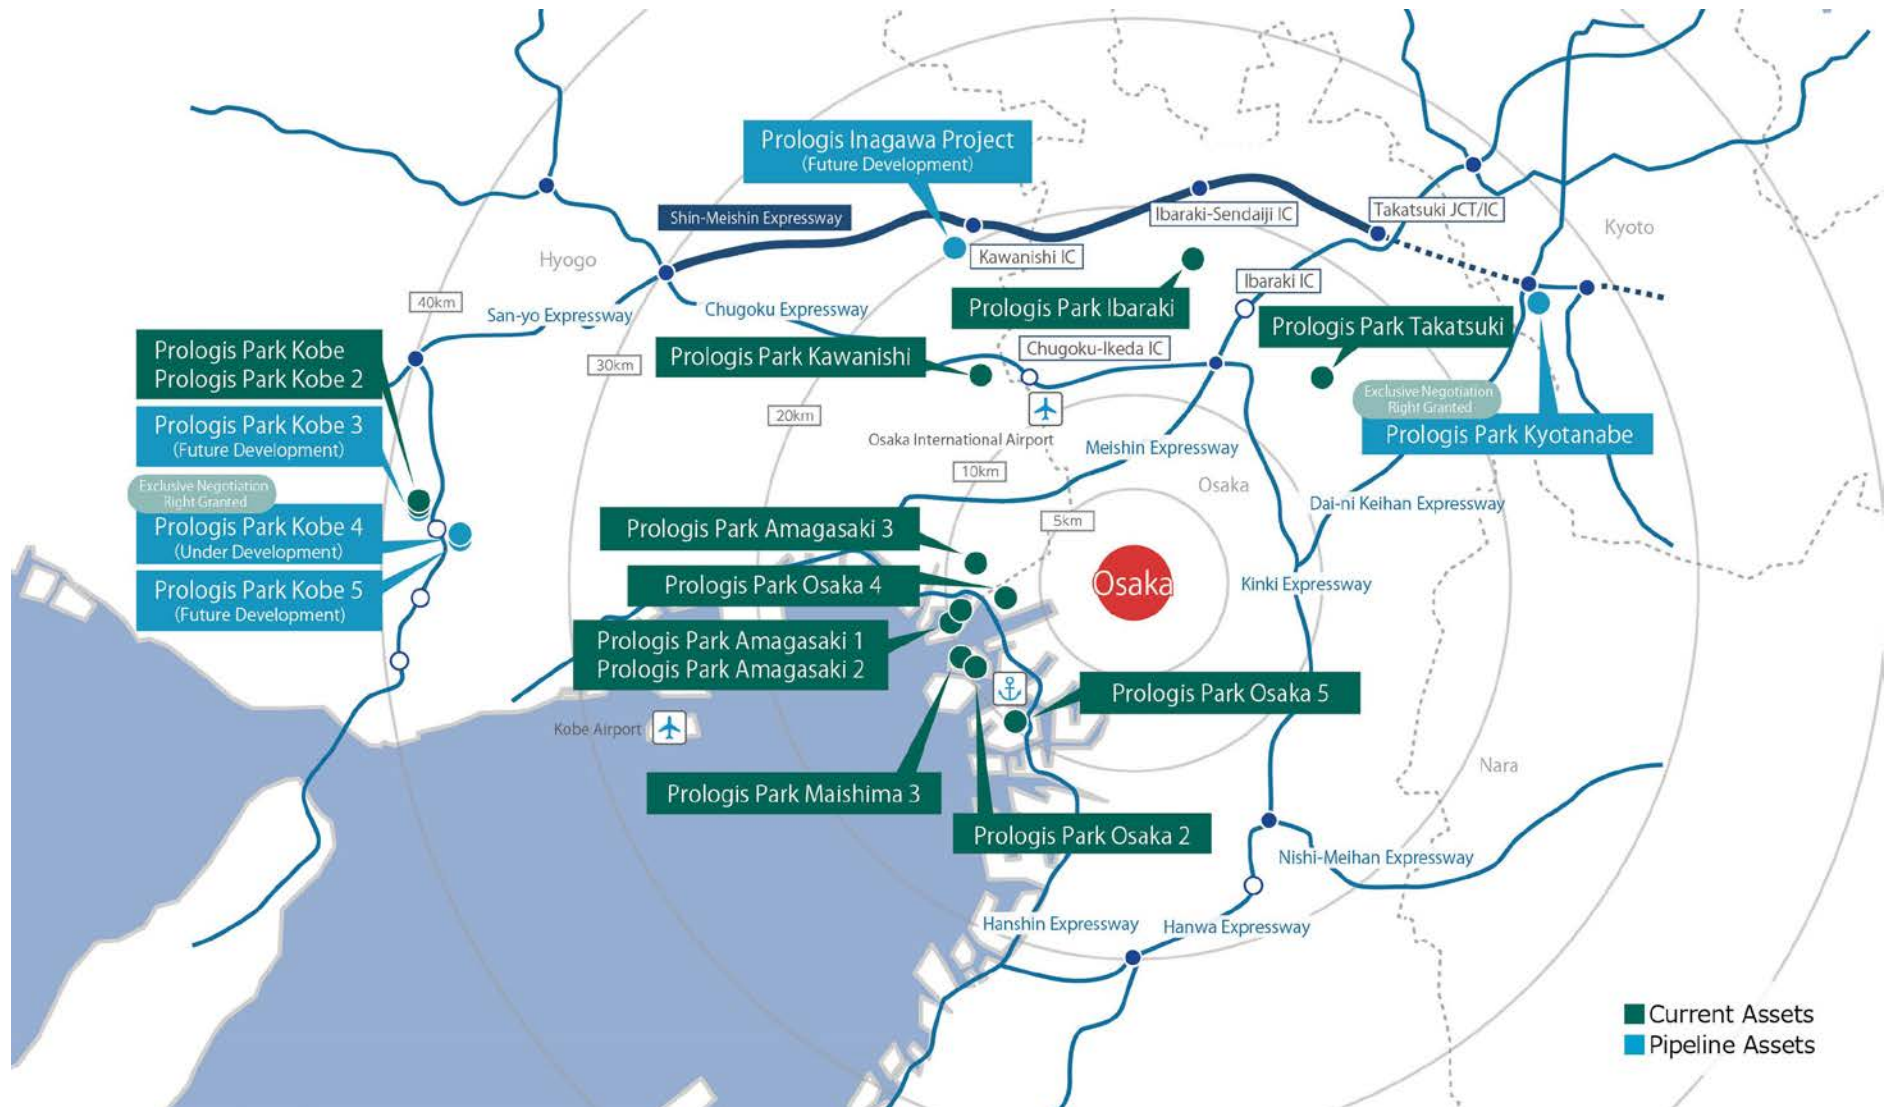 Prologis Inagawa Project
(Future Development)
Shin-Meishin Expressway
Ibaraki-Sendaiji IC
Takatsuki JCT/IC
Kyoto
Kawanishi IC
Hyogo
Ibaraki IC
40km
San-yo Expressway
Chugoku Expressway
Prologis Park Ibaraki
Prologis Park Takatsuki
Prologis Park Kobe
Prologis Park Kobe 2
Prologis Park Kawanishi
Chugoku-Ikeda IC
30km
Exclusive Negotiation
Right Granted
Prologis Park Kyotanabe
20km
Prologis Park Kobe 3
(Future Development)
Osaka International Airport
Meishin Expressway
10km
Exclusive Negotiation
Right Granted
Osaka
Dai-ni Keihan Expressway
Prologis Park Kobe 4
(Under Development)
Prologis Park Amagasaki 3
5km
Prologis Park Kobe 5
(Future Development)
Prologis Park Osaka 4
Osaka
Kinki Expressway
Prologis Park Amagasaki 1
Prologis Park Amagasaki 2
Prologis Park Osaka 5
Kobe Airport
Nara
Prologis Park Maishima 3
Prologis Park Osaka 2
Nishi-Meihan Expressway
Hanshin Expressway
Hanwa Expressway
Current Assets
Pipeline Assets